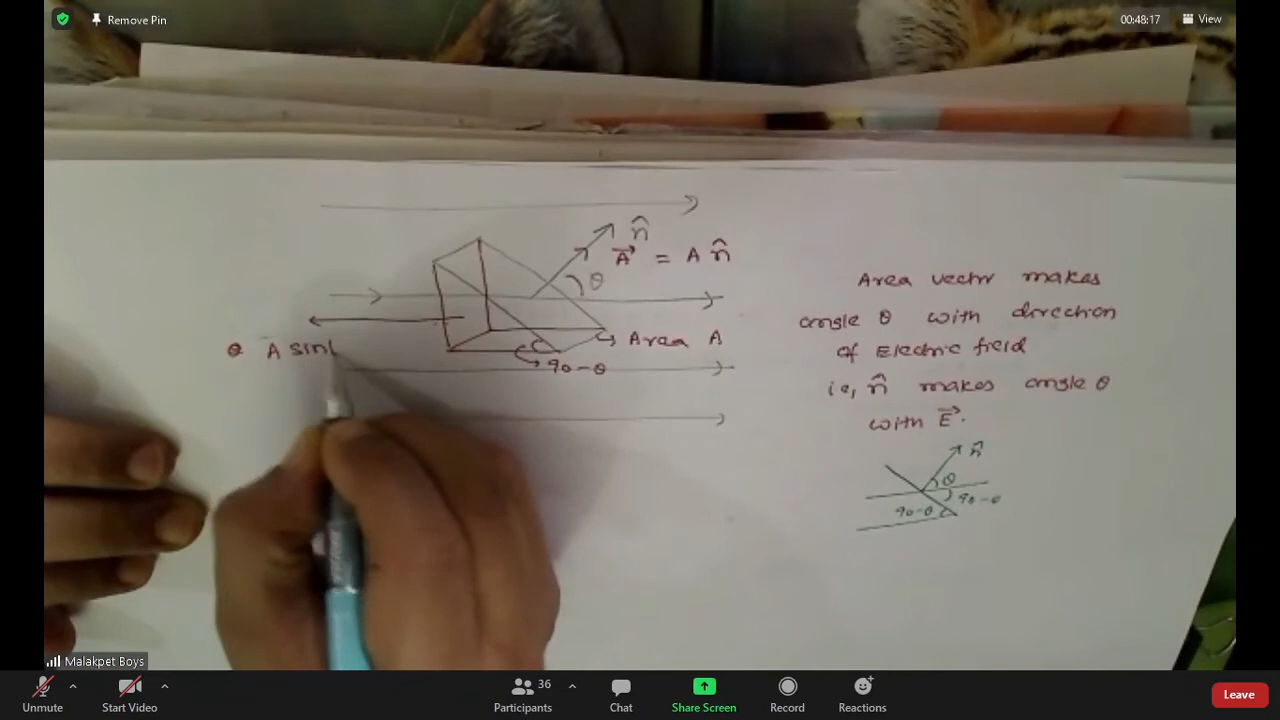 Remove Pin
00:48:17
View
n̂
A⃗ = A n̂
θ
Area A
90-θ
A sin
Area vector makes
angle θ with direction
of Electric field
i.e, n̂ makes angle θ
with E⃗.
n̂
θ
90-θ
90-θ
Malakpet Boys
Unmute
Start Video
36
Participants
Chat
Share Screen
Record
Reactions
Leave